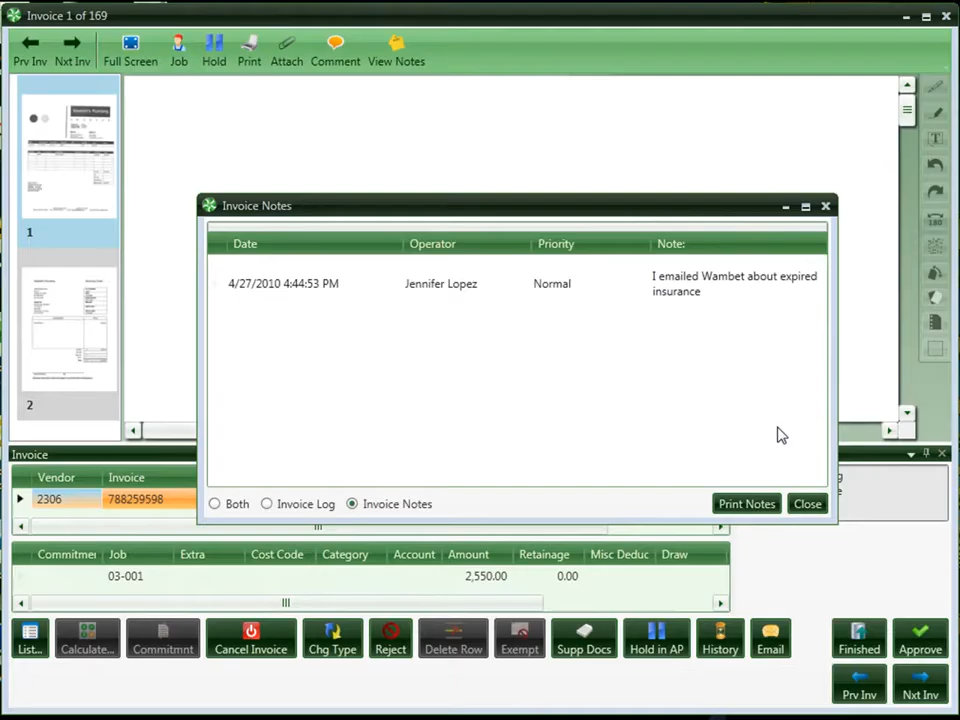 Invoice 1 of 169
Prv Inv Nxt Inv Full Screen Job Hold Print Attach Comment View Notes
T
180
1
2
Invoice Notes
Date Operator Priority Note:
4/27/2010 4:44:53 PM Jennifer Lopez Normal I emailed Wambet about expired
insurance
Both Invoice Log Invoice Notes Print Notes Close
Invoice
Vendor Invoice
2306 788259598
Commitmer Job Extra Cost Code Category Account Amount Retainage Misc Deduc Draw
03-001 2,550.00 0.00
List... Calculate... Commitmnt Cancel Invoice Chg Type Reject Delete Row Exempt Supp Docs Hold in AP History Email Finished Approve
Prv Inv Nxt Inv